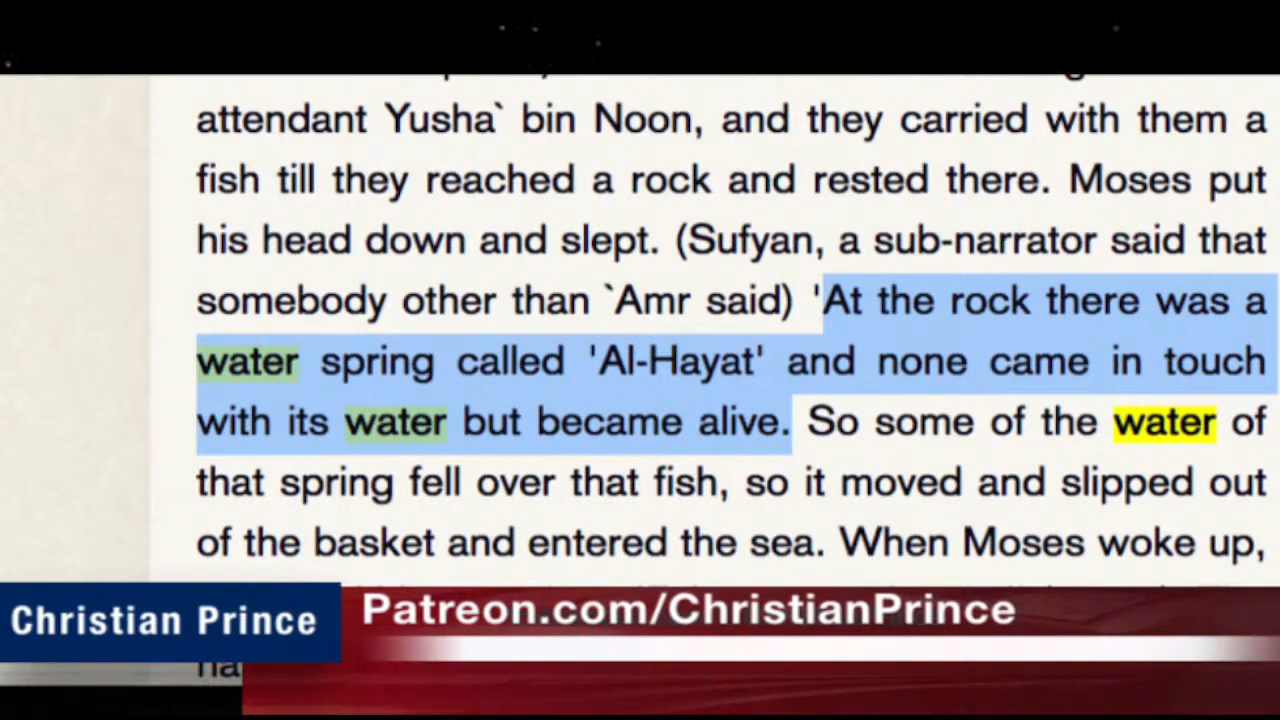 attendant Yusha` bin Noon, and they carried with them a
fish till they reached a rock and rested there. Moses put
his head down and slept. (Sufyan, a sub-narrator said that
somebody other than `Amr said) 'At the rock there was a
water spring called 'Al-Hayat' and none came in touch
with its water but became alive. So some of the water of
that spring fell over that fish, so it moved and slipped out
of the basket and entered the sea. When Moses woke up,
Christian Prince
Patreon.com/ChristianPrince